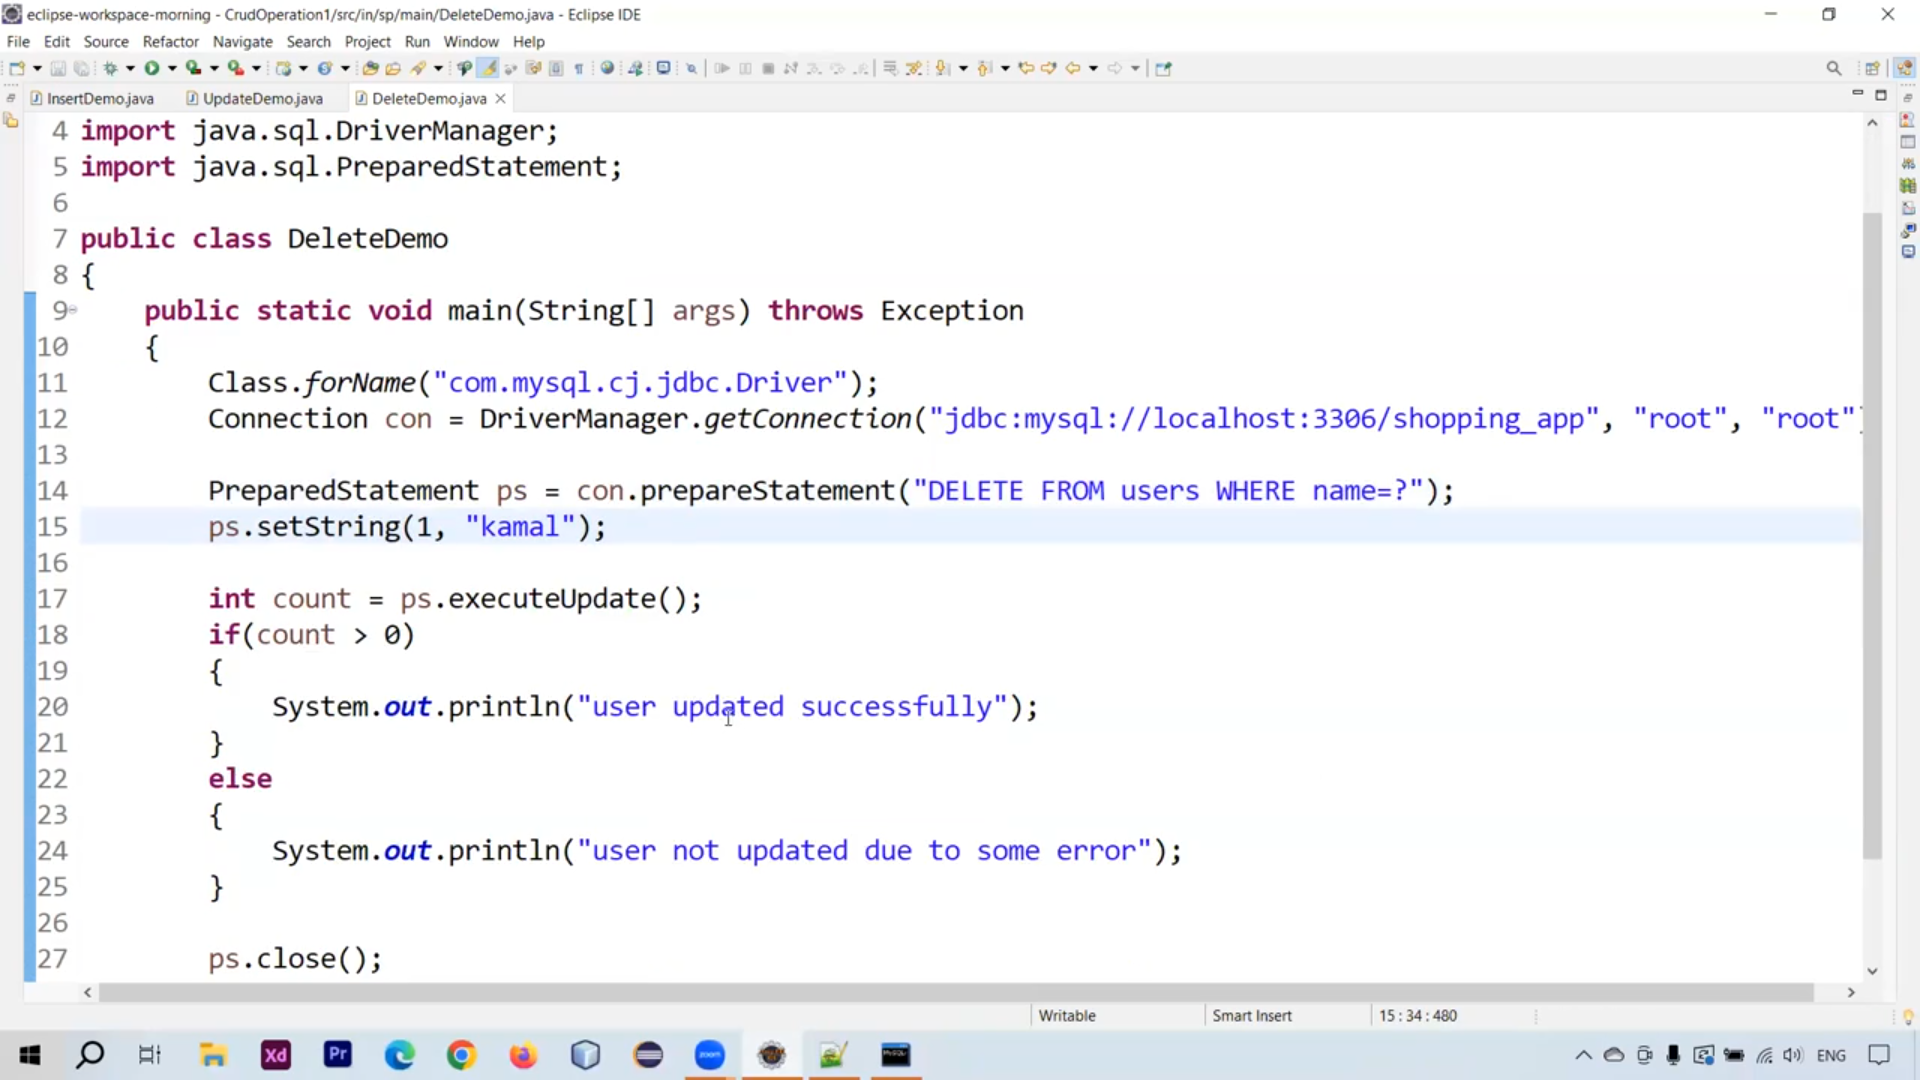 eclipse-workspace-morning - CrudOperation1/src/in/sp/main/DeleteDemo.java - Eclipse IDE
File Edit Source Refactor Navigate Search Project Run Window Help
InsertDemo.java UpdateDemo.java DeleteDemo.java
4 import java.sql.DriverManager;
5 import java.sql.PreparedStatement;
6
7 public class DeleteDemo
8 {
9 public static void main(String[] args) throws Exception
10 {
11 Class.forName("com.mysql.cj.jdbc.Driver");
12 Connection con = DriverManager.getConnection("jdbc:mysql://localhost:3306/shopping_app", "root", "root")
13
14 PreparedStatement ps = con.prepareStatement("DELETE FROM users WHERE name=?");
15 ps.setString(1, "kamal");
16
17 int count = ps.executeUpdate();
18 if(count > 0)
19 {
20 System.out.println("user updated successfully");
21 }
22 else
23 {
24 System.out.println("user not updated due to some error");
25 }
26
27 ps.close();
Writable Smart Insert 15 : 34 : 480
Xd Pr zoom MySQL ENG